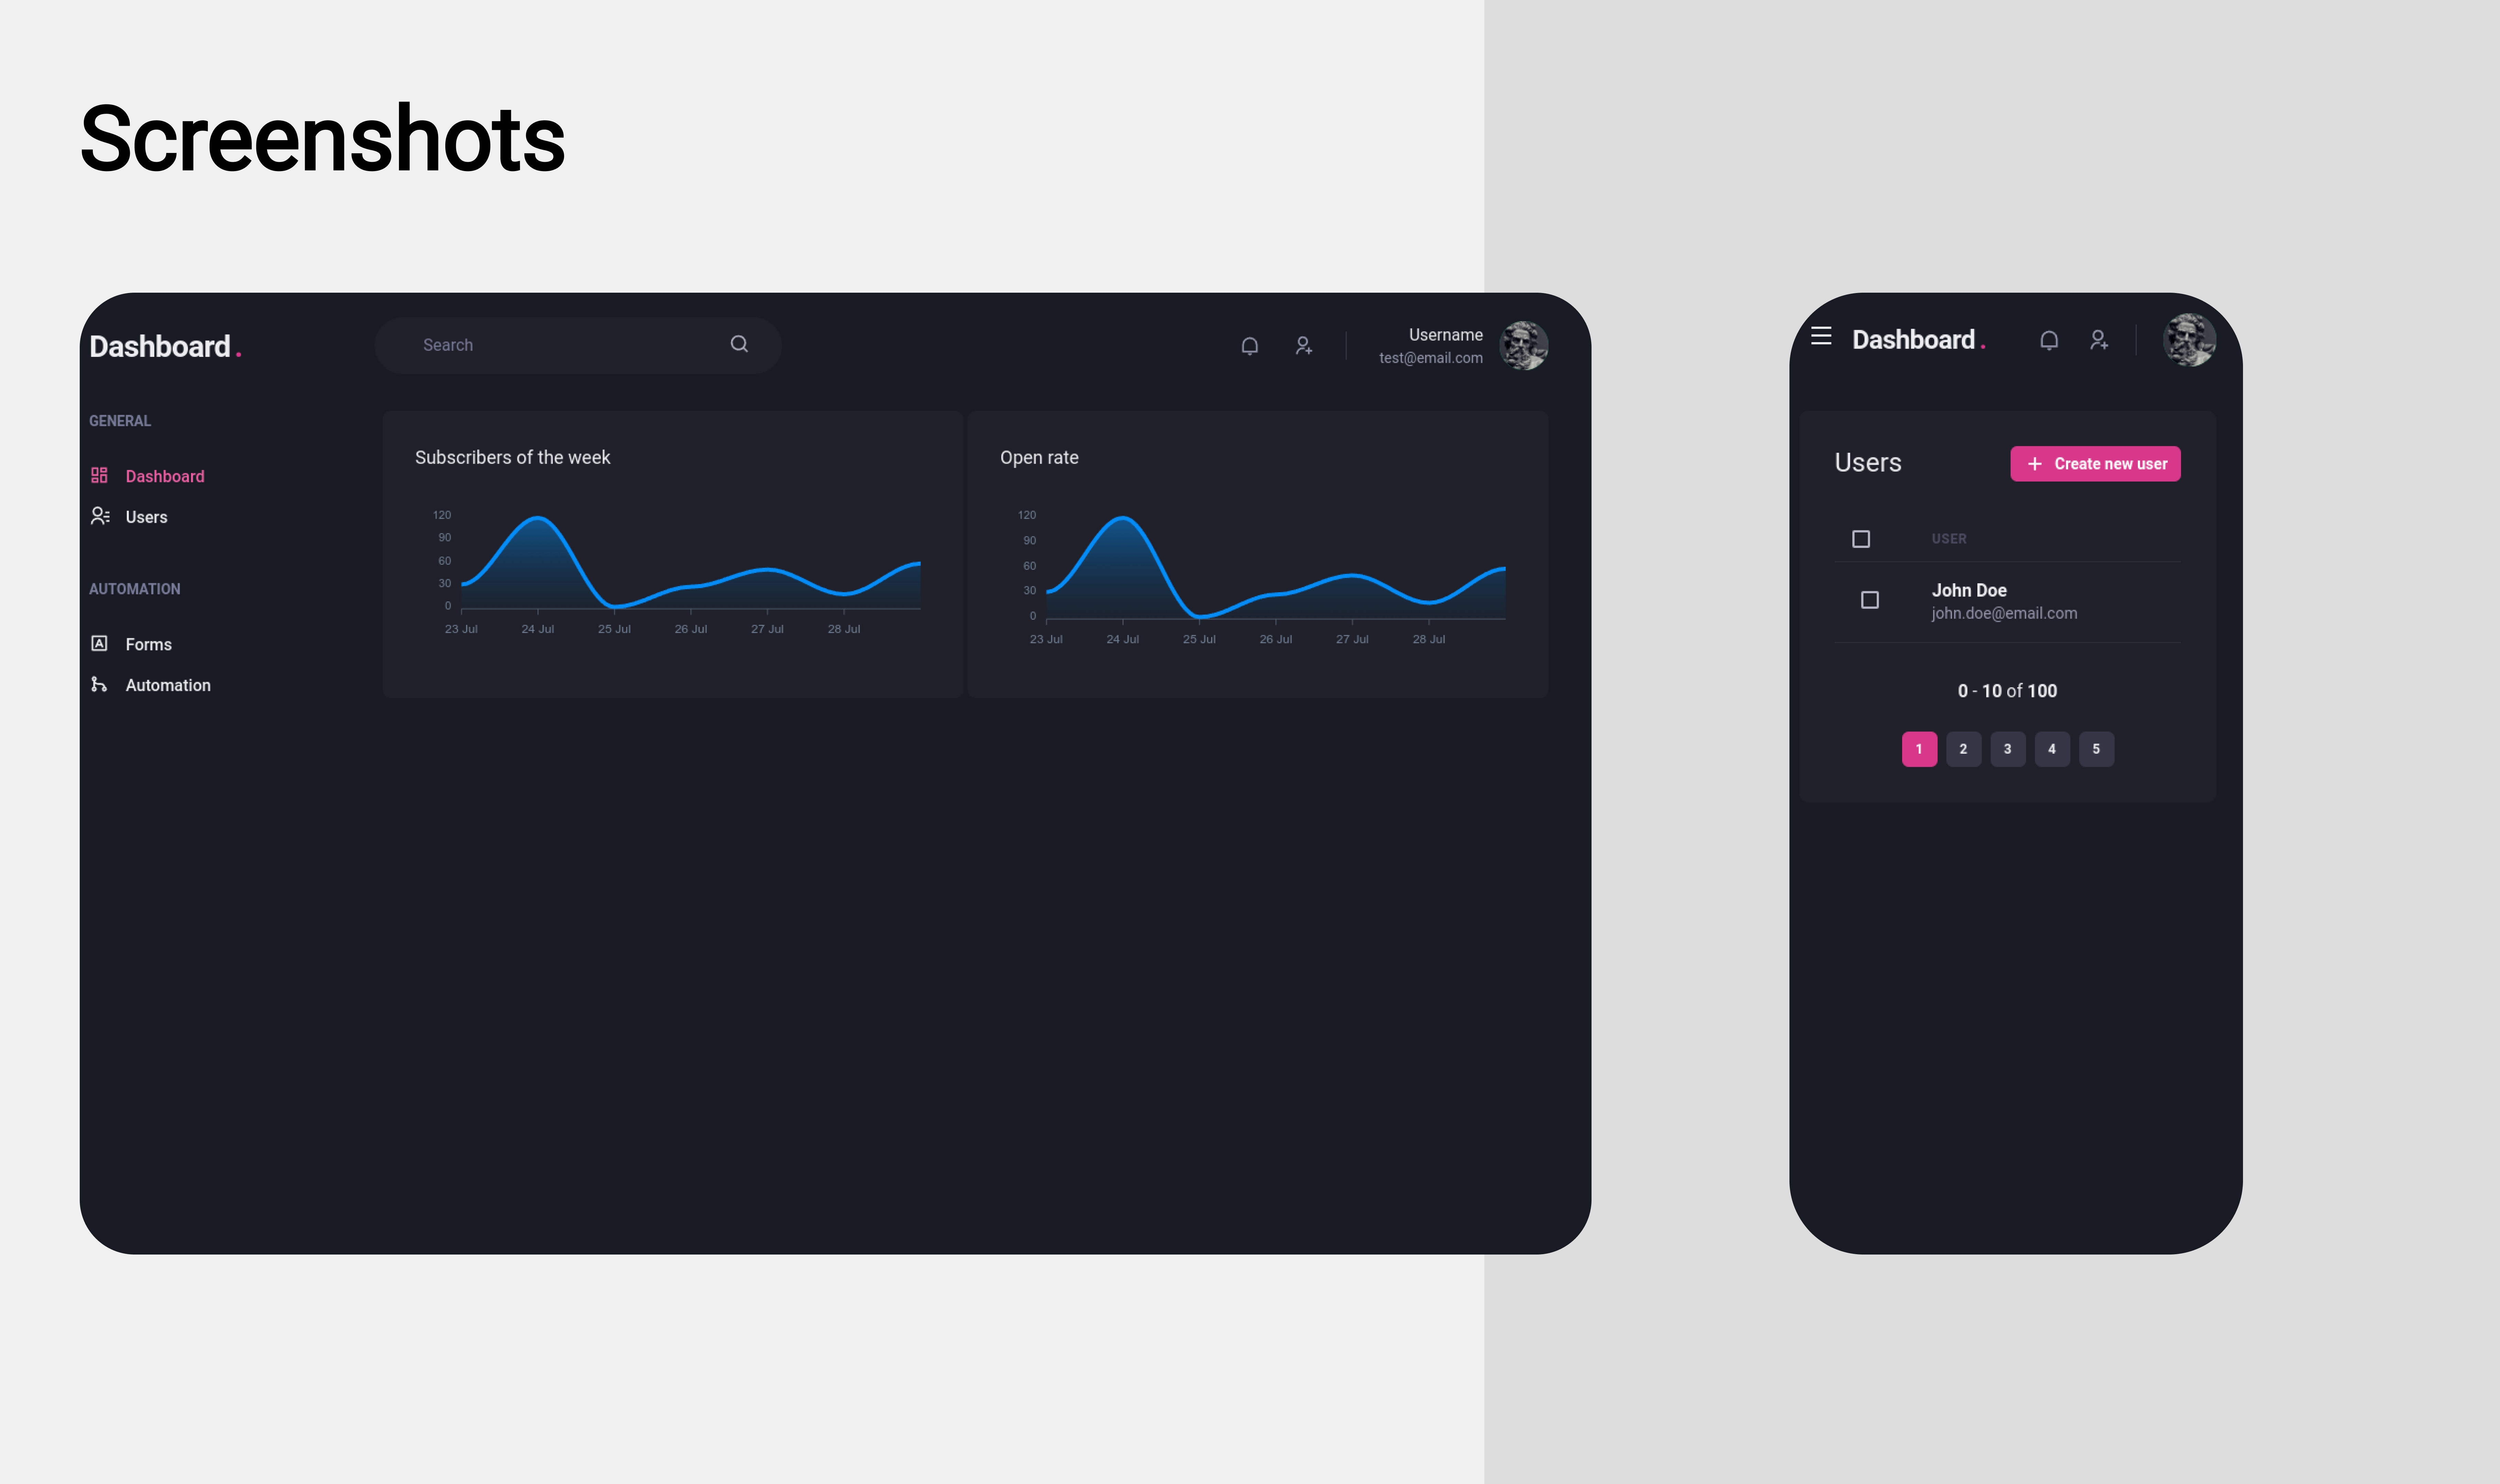 Screenshots
Dashboard.
Search
Username
test@email.com
GENERAL
Dashboard
Users
AUTOMATION
Forms
Automation
Subscribers of the week
120
90
60
30
0
23 Jul 24 Jul 25 Jul 26 Jul 27 Jul 28 Jul
Open rate
120
90
60
30
0
23 Jul 24 Jul 25 Jul 26 Jul 27 Jul 28 Jul
Dashboard.
Users
+ Create new user
USER
John Doe
john.doe@email.com
0 - 10 of 100
1 2 3 4 5